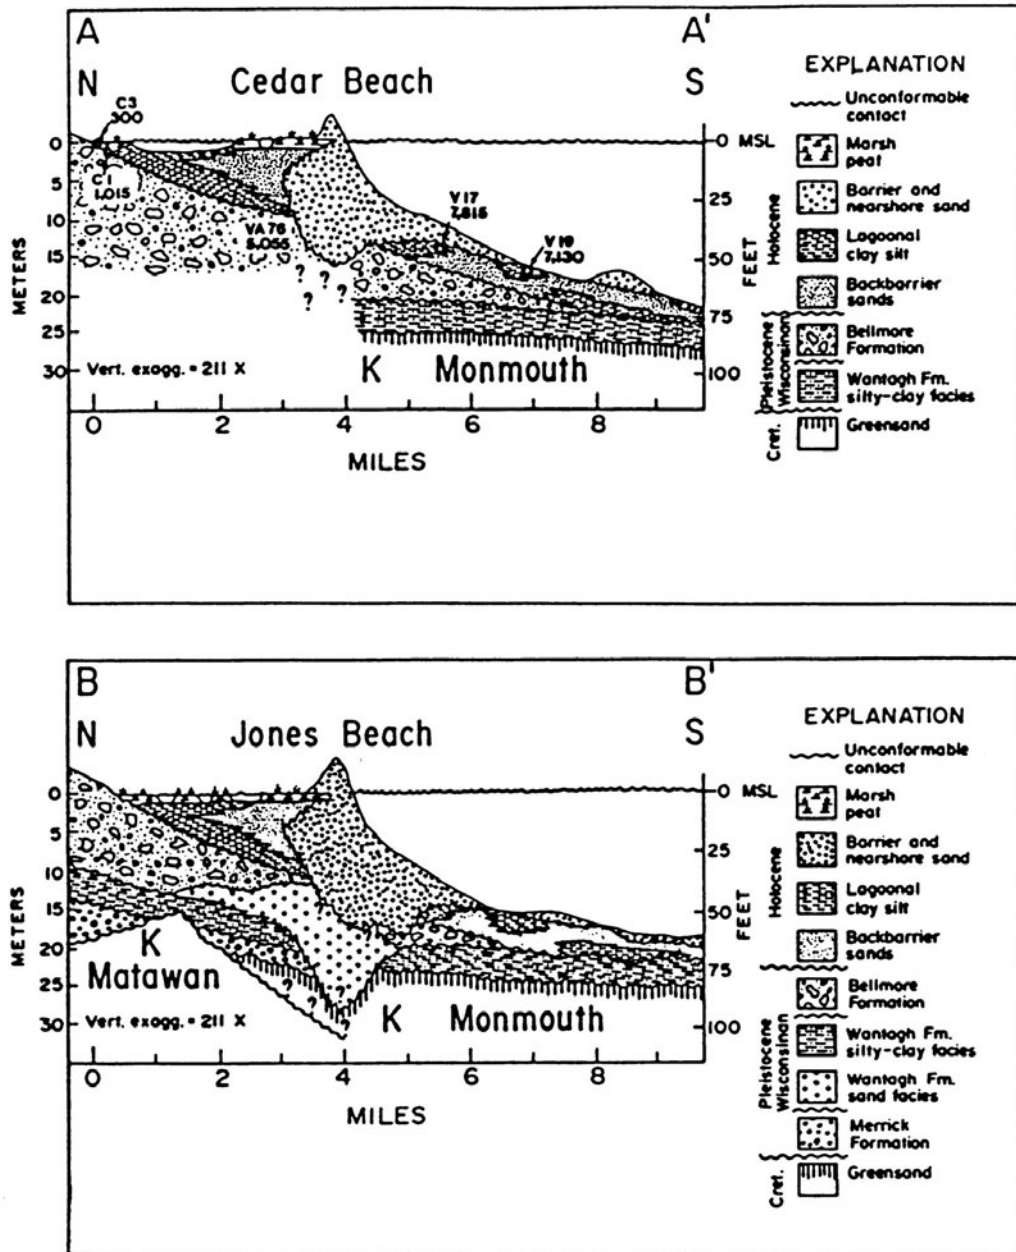 A
A'
N
Cedar Beach
S
EXPLANATION
C3
300
Unconformable
contact
0
0 MSL
Marsh
peat
C1
1,015
5
25
V 17
7,815
Barrier and
nearshore sand
10
VA 76
5,055
V 19
7,130
Lagoonal
clay silt
METERS
15
50
FEET
Holocene
? ? ?
?
20
Backbarrier
sands
25
75
Bellmore
Formation
30
Vert. exagg. = 211 X
K Monmouth
100
Wantagh Fm.
silty-clay facies
Pleistocene
Wisconsinan
0 2 4 6 8
Cret.
Greensand
MILES
B
B'
N
Jones Beach
S
EXPLANATION
Unconformable
contact
0
0 MSL
Marsh
peat
5
25
Barrier and
nearshore sand
10
Lagoonal
clay silt
METERS
15
50
FEET
Holocene
K
Matawan
20
Backbarrier
sands
25
75
? ? ? ?
Bellmore
Formation
30
Vert. exagg. = 211 X
K Monmouth
100
Wantagh Fm.
silty-clay facies
0 2 4 6 8
Pleistocene
Wisconsinan
Wantagh Fm.
sand facies
MILES
Merrick
Formation
Cret.
Greensand